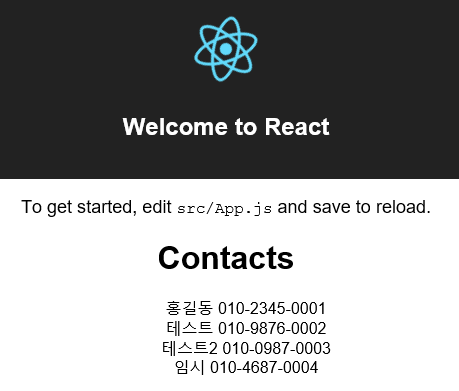 Welcome to React
To get started, edit src/App.js and save to reload.
Contacts
홍길동 010-2345-0001
테스트 010-9876-0002
테스트2 010-0987-0003
임시 010-4687-0004